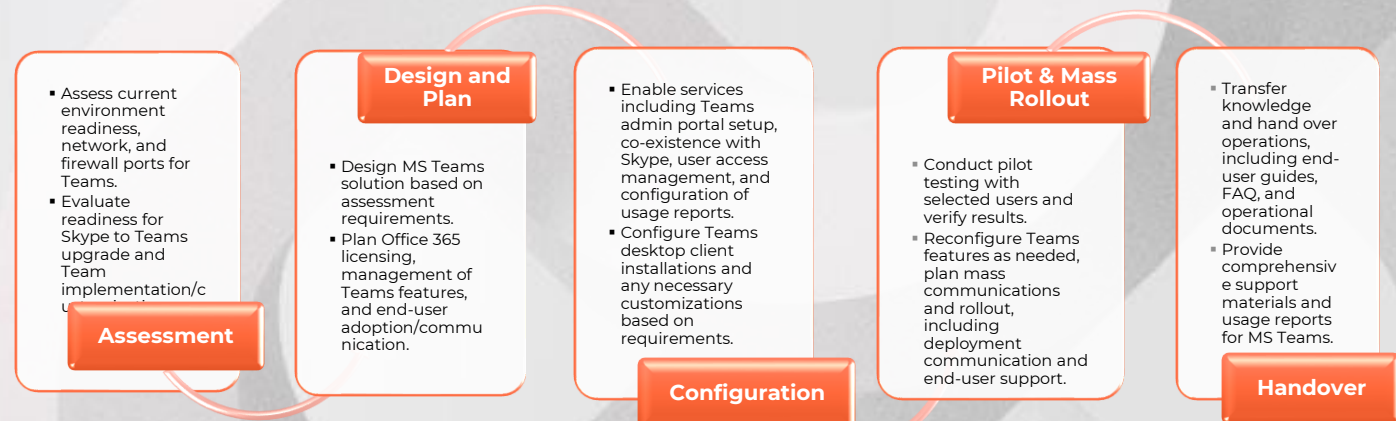 ▪ Assess current
environment
readiness,
network, and
firewall ports for
Teams.
▪ Evaluate
readiness for
Skype to Teams
upgrade and
Team
implementation/c
Assessment
Design and
Plan
▪ Design MS Teams
solution based on
assessment
requirements.
▪ Plan Office 365
licensing,
management of
Teams features,
and end-user
adoption/commu
nication.
▪ Enable services
including Teams
admin portal setup,
co-existence with
Skype, user access
management, and
configuration of
usage reports.
▪ Configure Teams
desktop client
installations and
any necessary
customizations
based on
requirements.
Configuration
Pilot & Mass
Rollout
▪ Conduct pilot
testing with
selected users and
verify results.
▪ Reconfigure Teams
features as needed,
plan mass
communications
and rollout,
including
deployment
communication and
end-user support.
▪ Transfer
knowledge
and hand over
operations,
including end-
user guides,
FAQ, and
operational
documents.
▪ Provide
comprehensiv
e support
materials and
usage reports
for MS Teams.
Handover